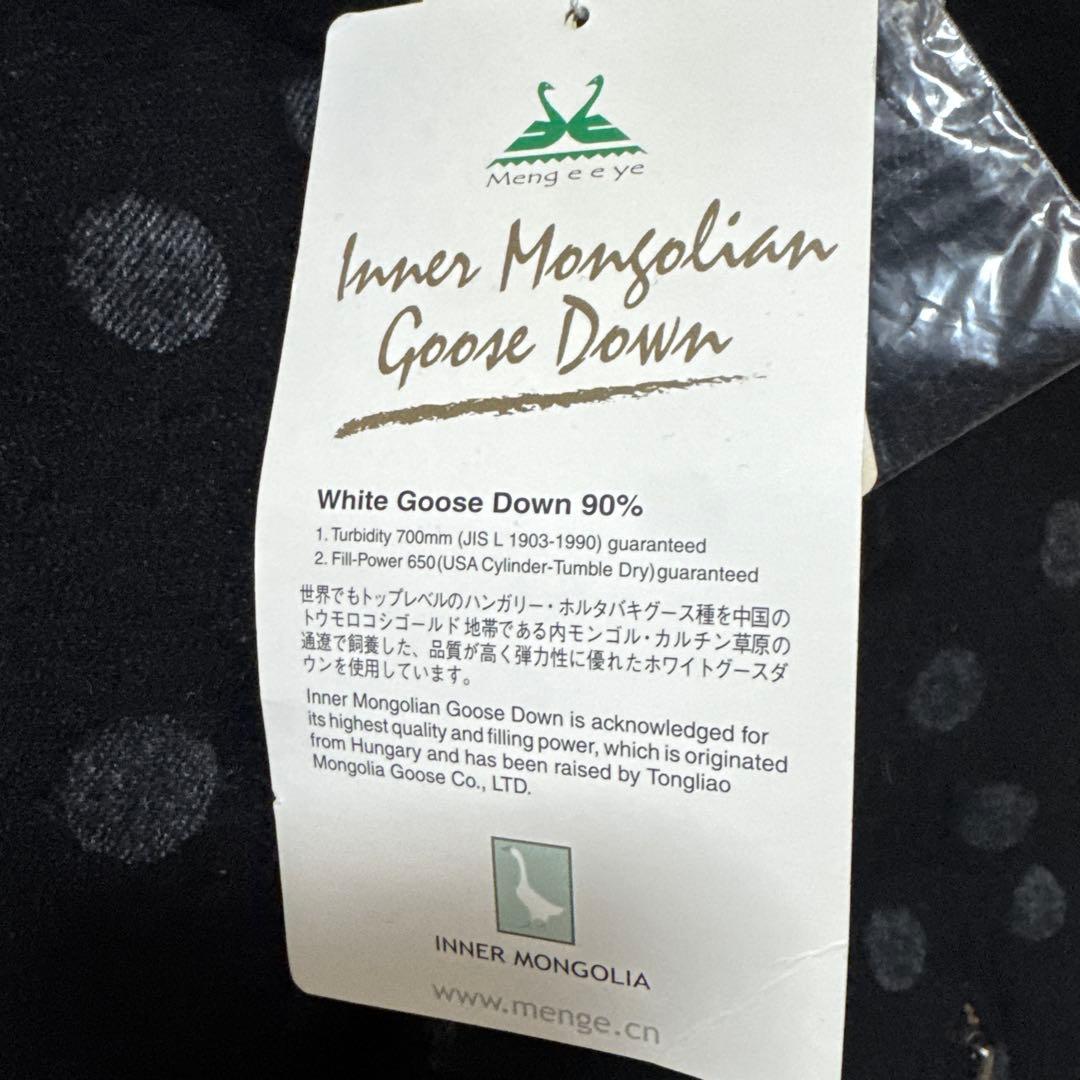 Mengeeye
Inner Mongolian
Goose Down
White Goose Down 90%
1. Turbidity 700mm (JIS L 1903-1990) guaranteed
2. Fill-Power 650(USA Cylinder-Tumble Dry)guaranteed
世界でもトップレベルのハンガリー・ホルタバキグース種を中国の
トウモロコシゴールド地帯である内モンゴル・カルチン草原の
通遼で飼養した、品質が高く弾力性に優れたホワイトグースダ
ウンを使用しています。
Inner Mongolian Goose Down is acknowledged for
its highest quality and filling power, which is originated
from Hungary and has been raised by Tongliao
Mongolia Goose Co., LTD.
INNER MONGOLIA
www.menge.cn